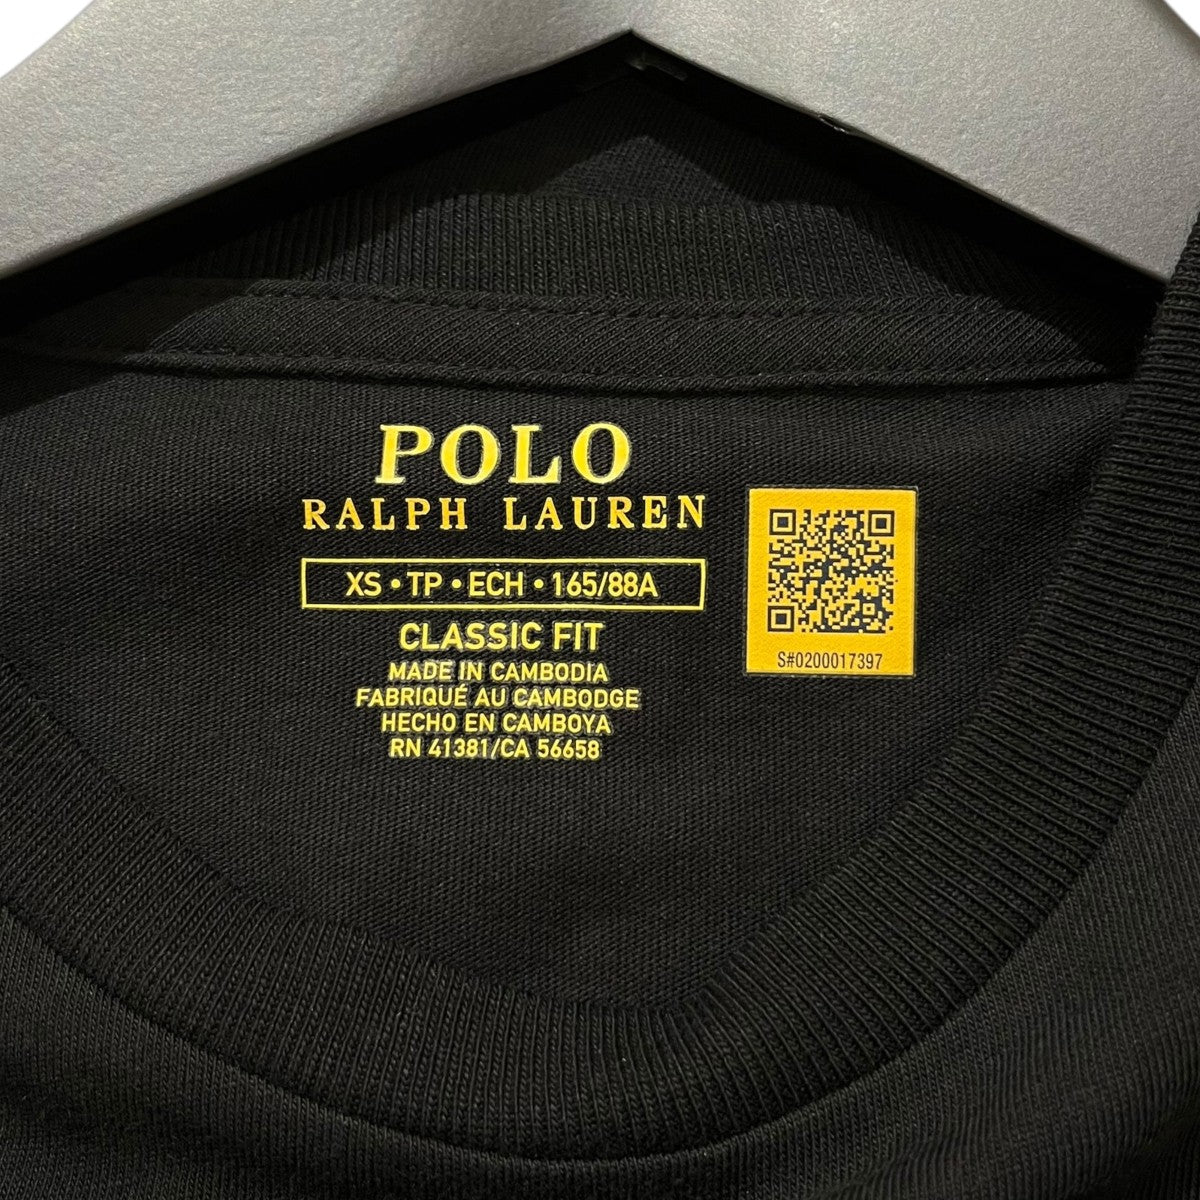 POLO
RALPH LAUREN
XS • TP • ECH • 165/88A
CLASSIC FIT
MADE IN CAMBODIA
FABRIQUÉ AU CAMBODGE
HECHO EN CAMBOYA
RN 41381/CA 56658
S#0200017397